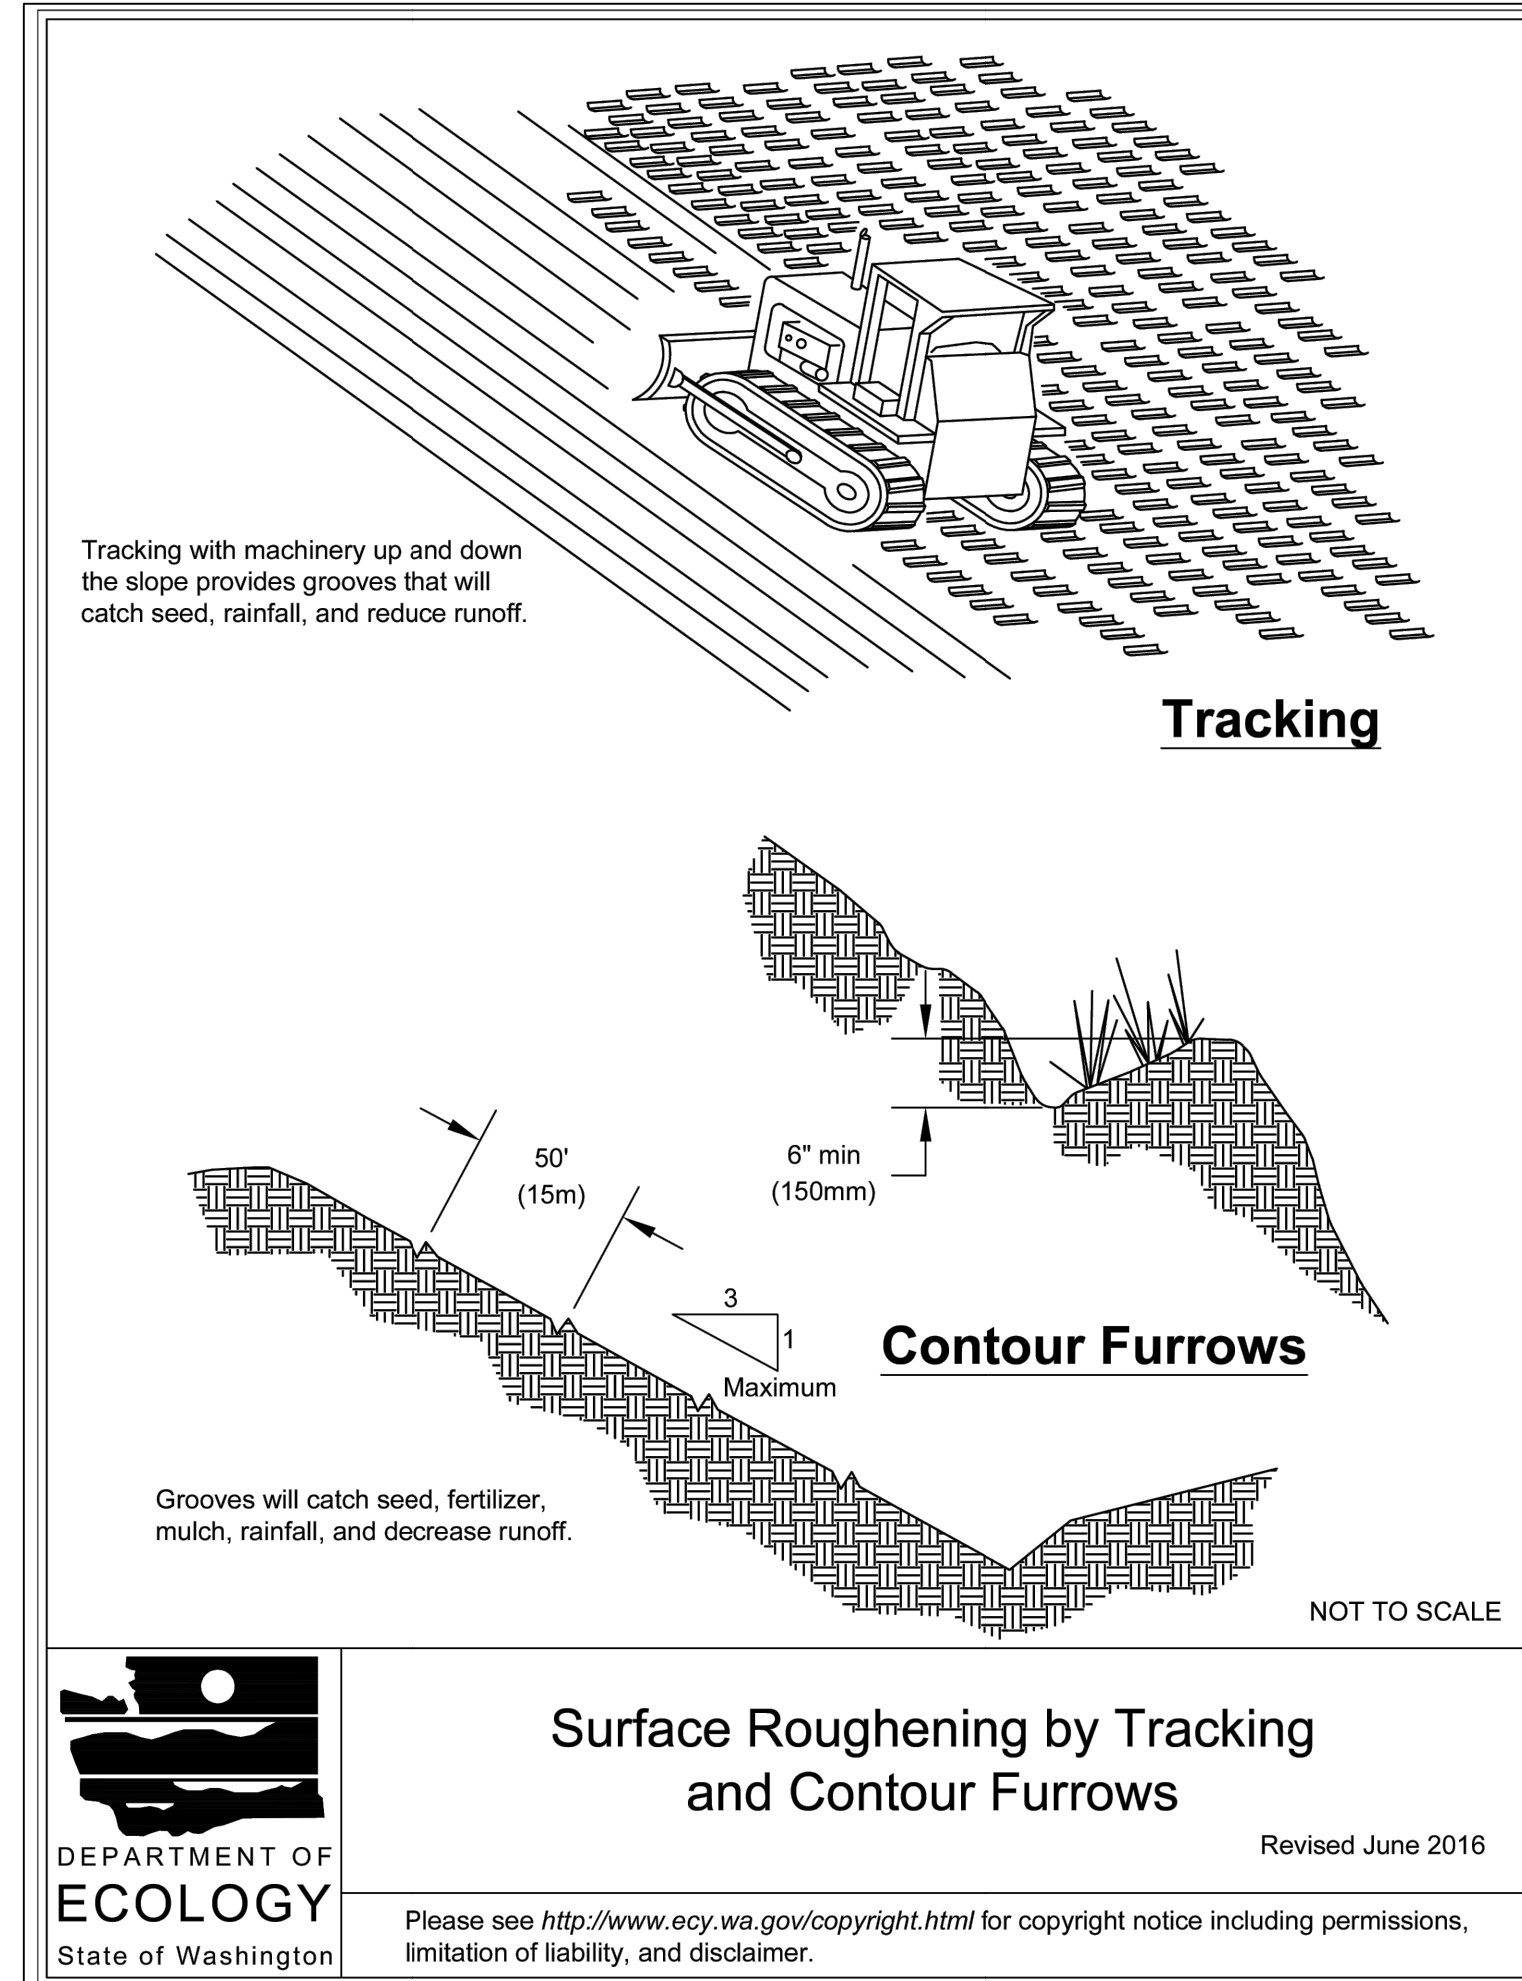 Tracking with machinery up and down
the slope provides grooves that will
catch seed, rainfall, and reduce runoff.
Tracking
50'
(15m)
6" min
(150mm)
3
1
Maximum
Contour Furrows
Grooves will catch seed, fertilizer,
mulch, rainfall, and decrease runoff.
NOT TO SCALE
DEPARTMENT OF
ECOLOGY
State of Washington
Surface Roughening by Tracking
and Contour Furrows
Revised June 2016
Please see http://www.ecy.wa.gov/copyright.html for copyright notice including permissions,
limitation of liability, and disclaimer.